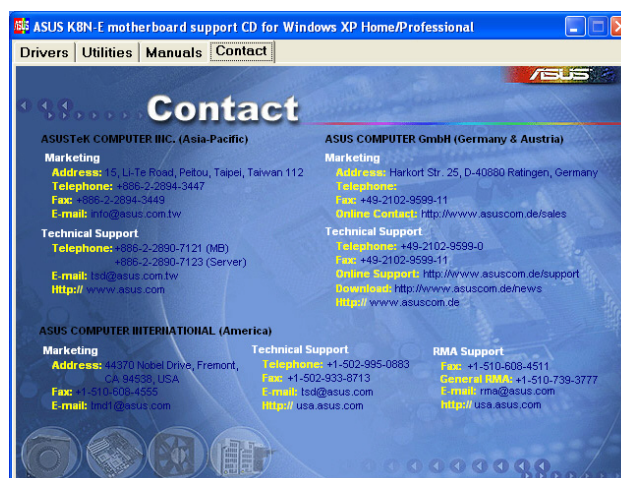 ASUS K8N-E motherboard support CD for Windows XP Home/Professional
Drivers Utilities Manuals Contact
ASUS
Contact
ASUSTeK COMPUTER INC. (Asia-Pacific)
Marketing
Address: 15, Li-Te Road, Peitou, Taipei, Taiwan 112
Telephone: +886-2-2894-3447
Fax: +886-2-2894-3449
E-mail: info@asus.com.tw
Technical Support
Telephone: +886-2-2890-7121 (MB)
+886-2-2890-7123 (Server)
E-mail: tsd@asus.com.tw
Http:// www.asus.com
ASUS COMPUTER GmbH (Germany & Austria)
Marketing
Address: Harkort Str. 25, D-40880 Ratingen, Germany
Telephone:
Fax: +49-2102-9599-11
Online Contact: http://www.asuscom.de/sales
Technical Support
Telephone: +49-2102-9599-0
Fax: +49-2102-9599-11
Online Support: http://www.asuscom.de/support
Download: http://www.asuscom.de/news
Http:// www.asuscom.de
ASUS COMPUTER INTERNATIONAL (America)
Marketing
Address: 44370 Nobel Drive, Fremont,
CA 94538, USA
Fax: +1-510-608-4555
E-mail: tmd1@asus.com
Technical Support
Telephone: +1-502-995-0883
Fax: +1-502-933-8713
E-mail: tsd@asus.com
Http:// usa.asus.com
RMA Support
Fax: +1-510-608-4511
General RMA: +1-510-739-3777
E-mail: rma@asus.com
http: usa.asus.com